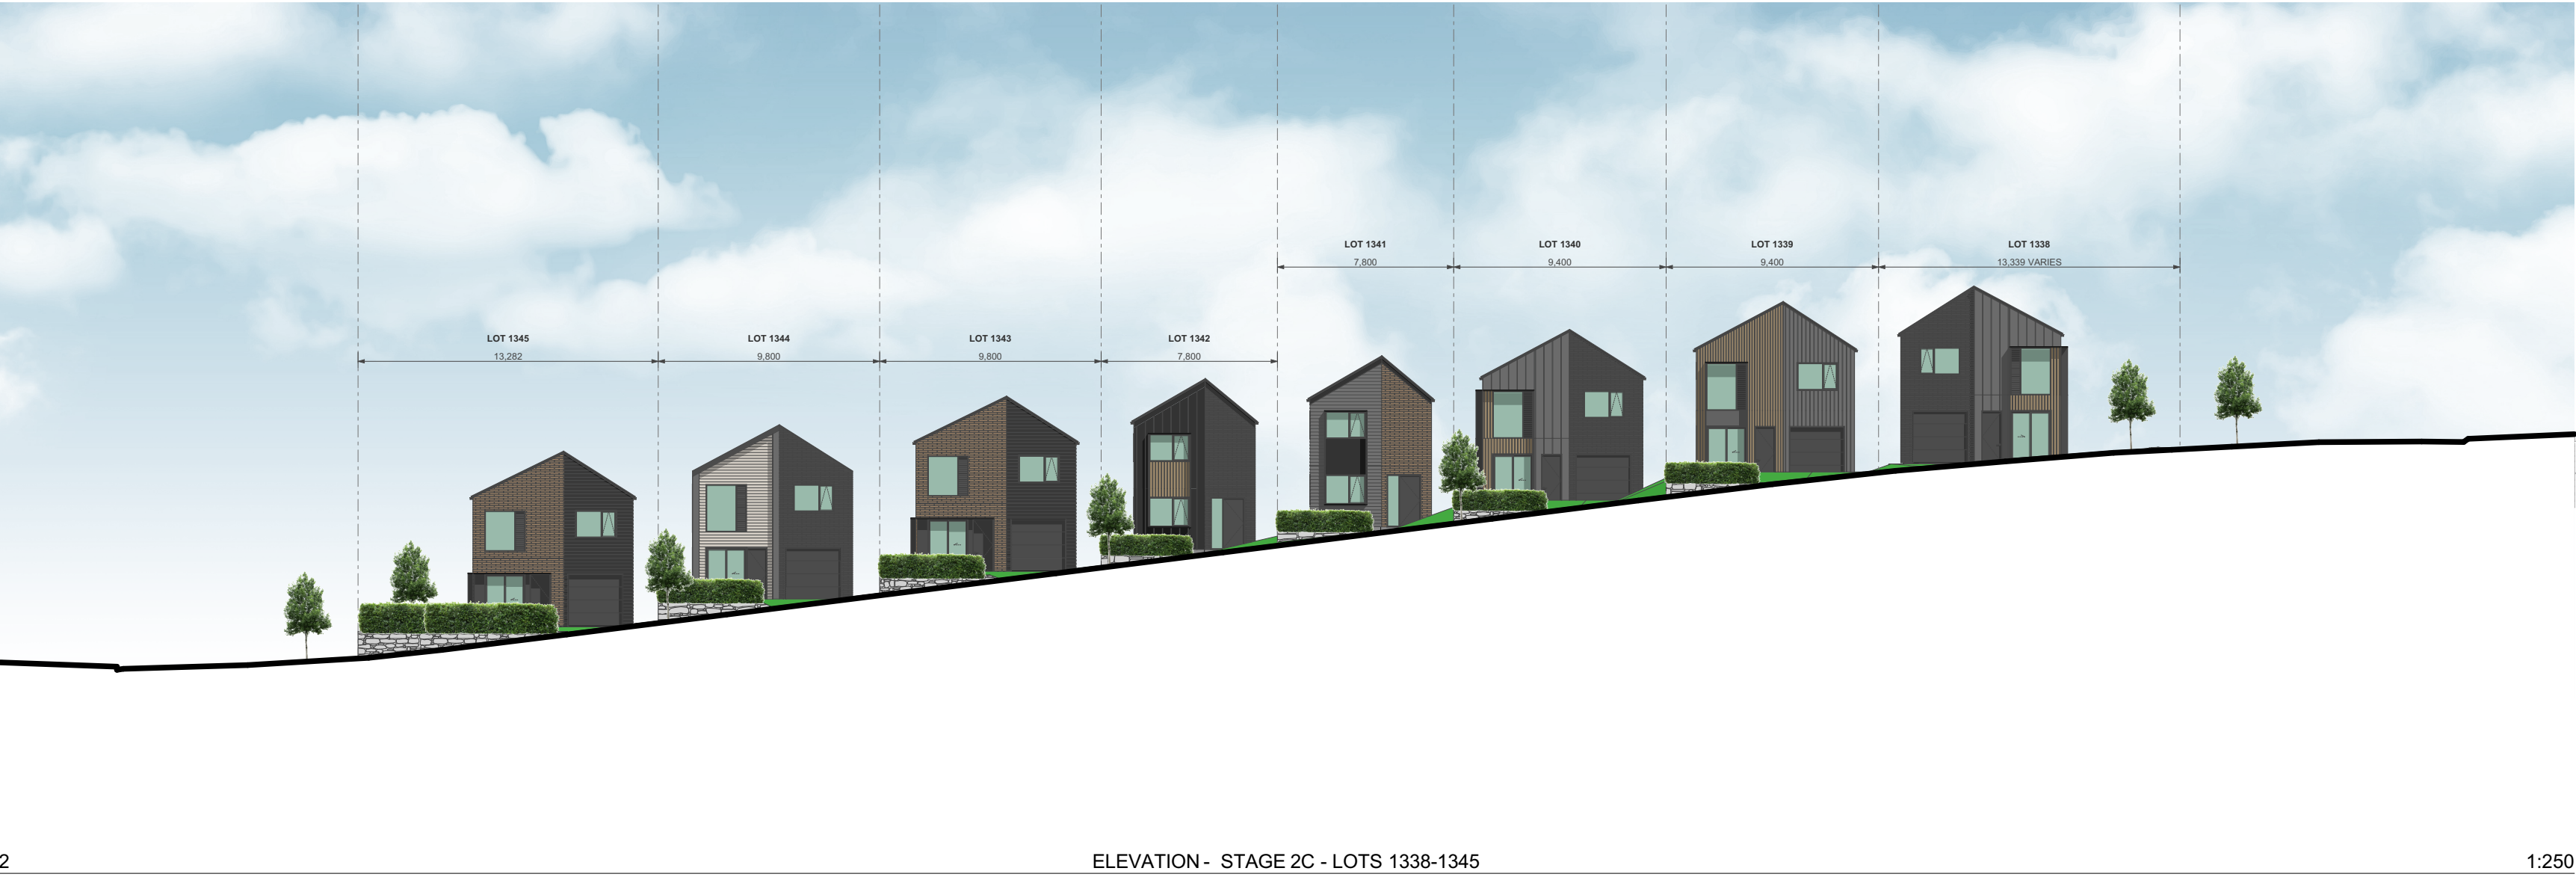 LOT 1341
7,800
LOT 1340
9,400
LOT 1339
9,400
LOT 1338
13,339 VARIES
LOT 1345
13,282
LOT 1344
9,800
LOT 1343
9,800
LOT 1342
7,800
2
ELEVATION - STAGE 2C - LOTS 1338-1345
1:250